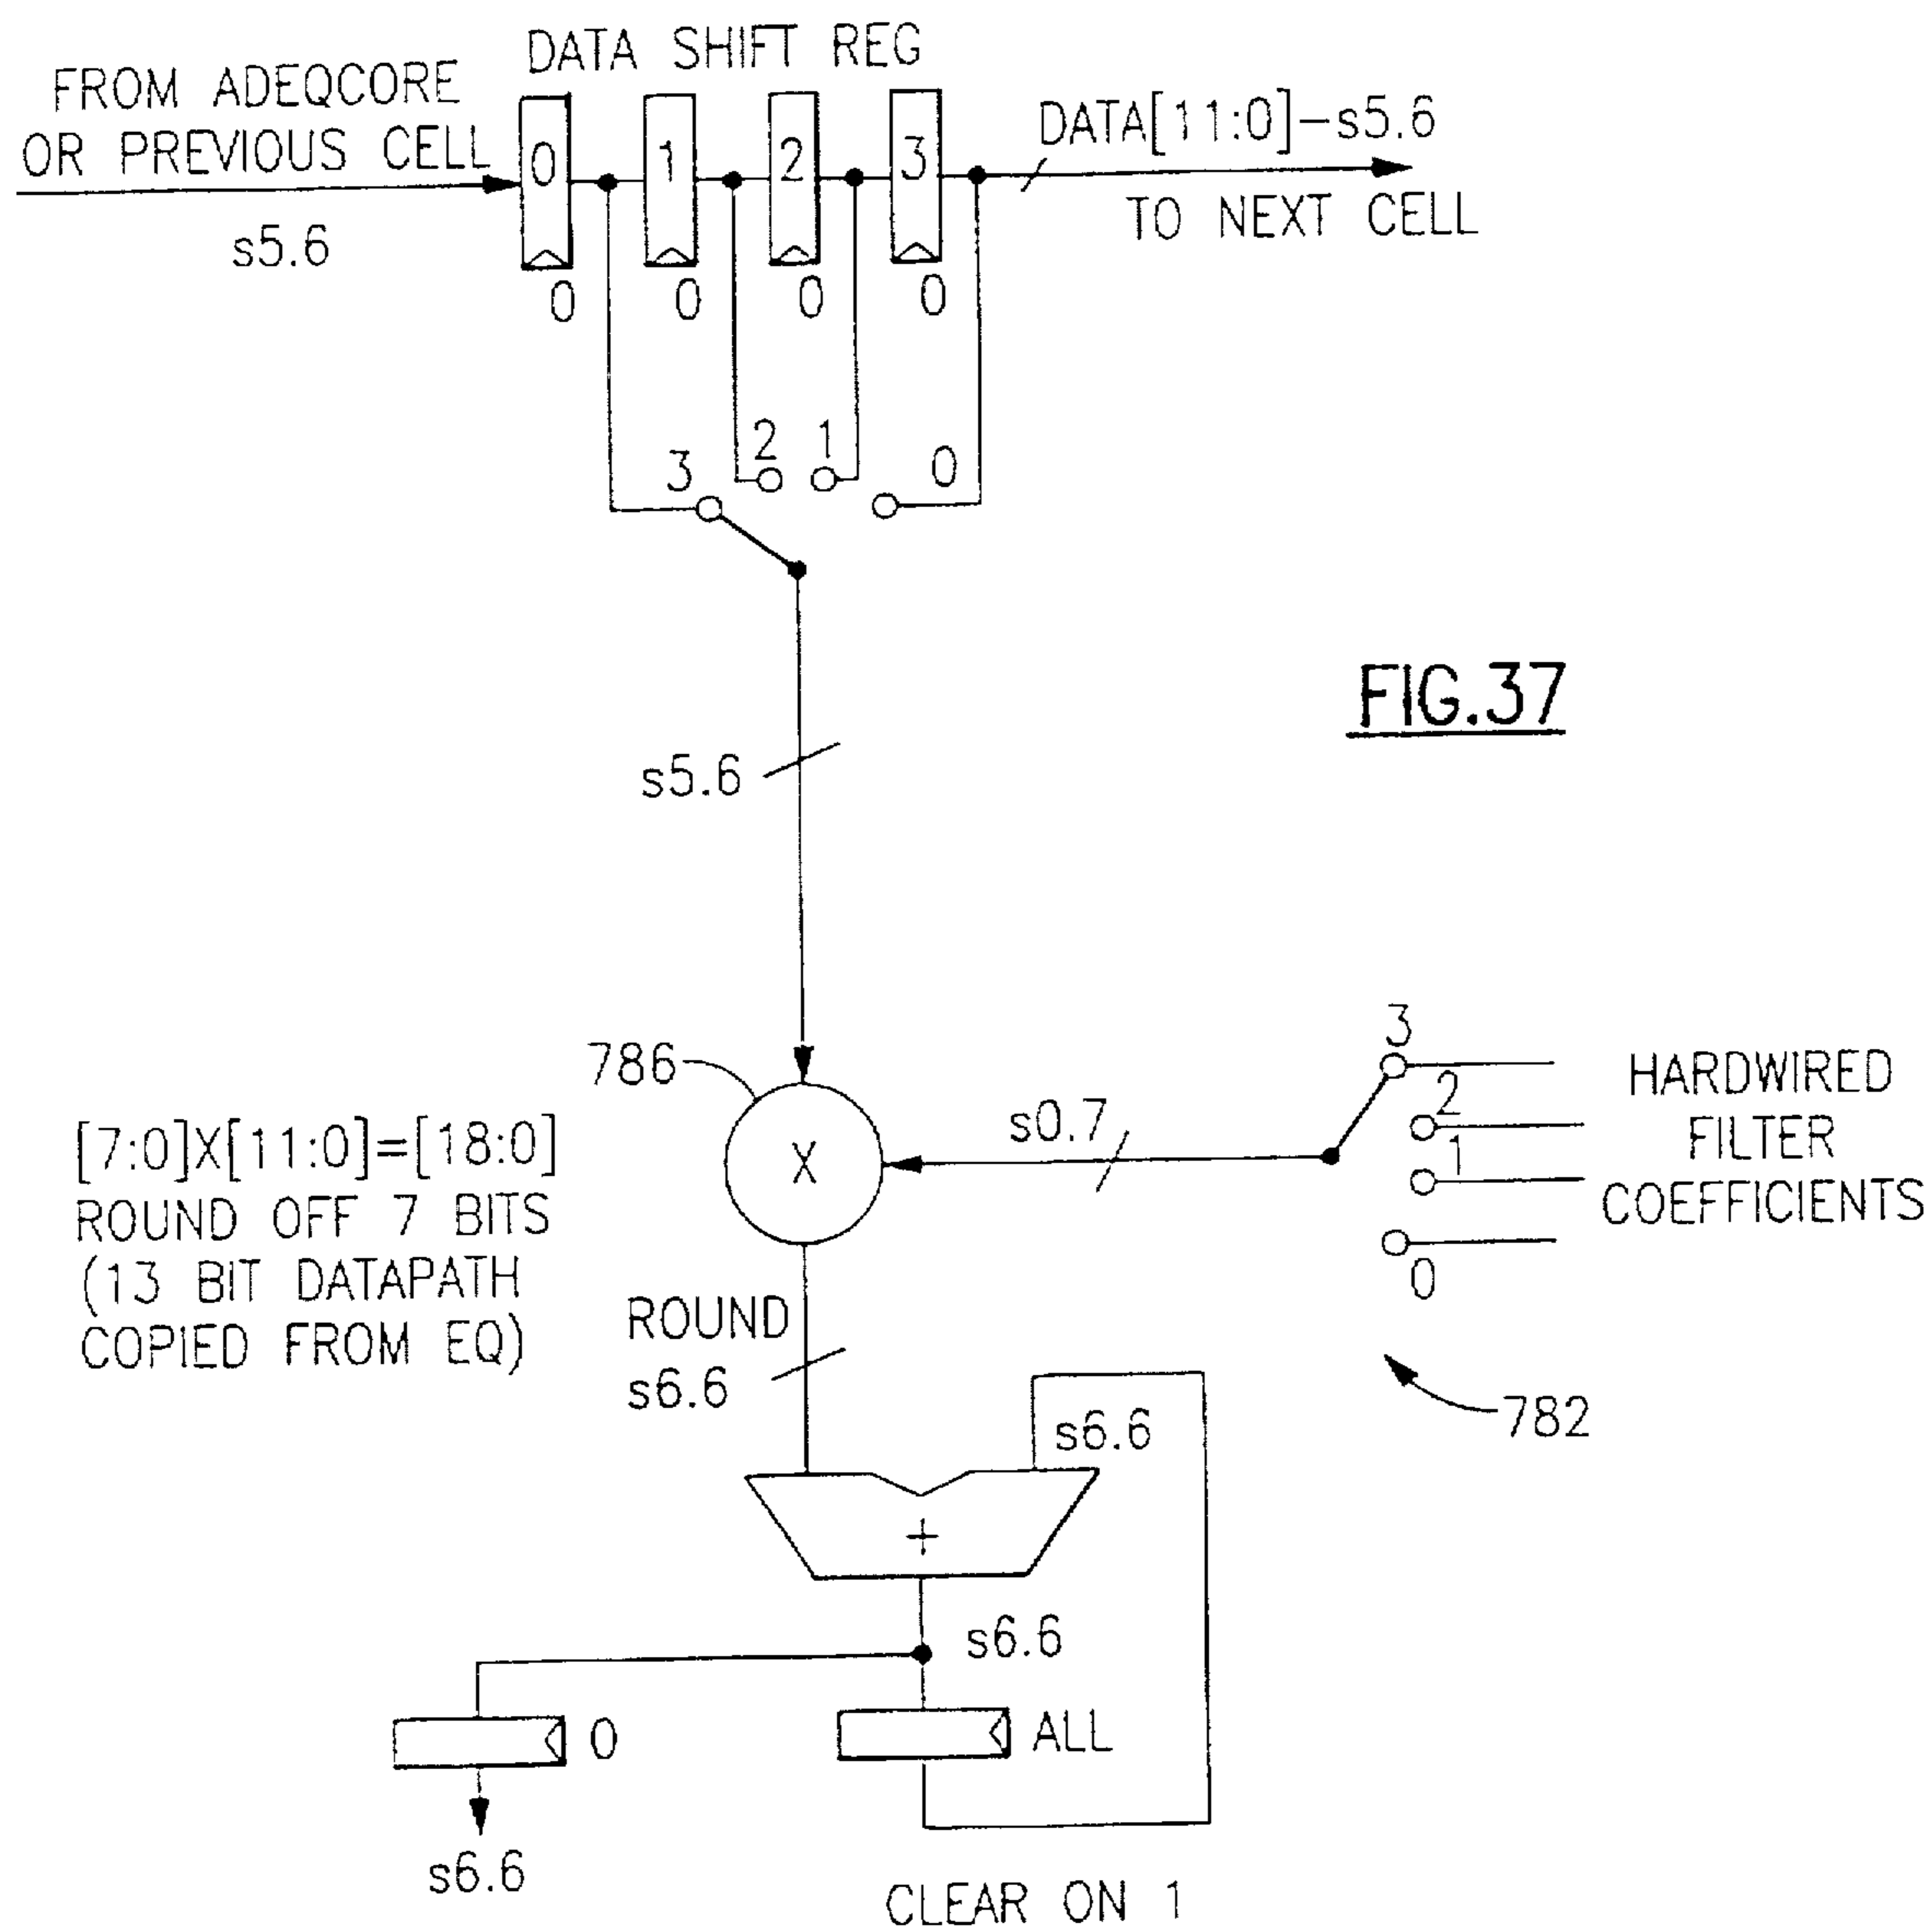 DATA SHIFT REG
FROM ADEQCORE
OR PREVIOUS CELL
s5.6
0
1
2
3
DATA[11:0]-s5.6
TO NEXT CELL
0
0
0
0
3
2
1
0
s5.6
FIG.37
786
X
s0.7
3
2
1
0
HARDWIRED
FILTER
COEFFICIENTS
782
[7:0]X[11:0]=[18:0]
ROUND OFF 7 BITS
(13 BIT DATAPATH
COPIED FROM EQ)
ROUND
s6.6
s6.6
+
s6.6
0
ALL
s6.6
CLEAR ON 1